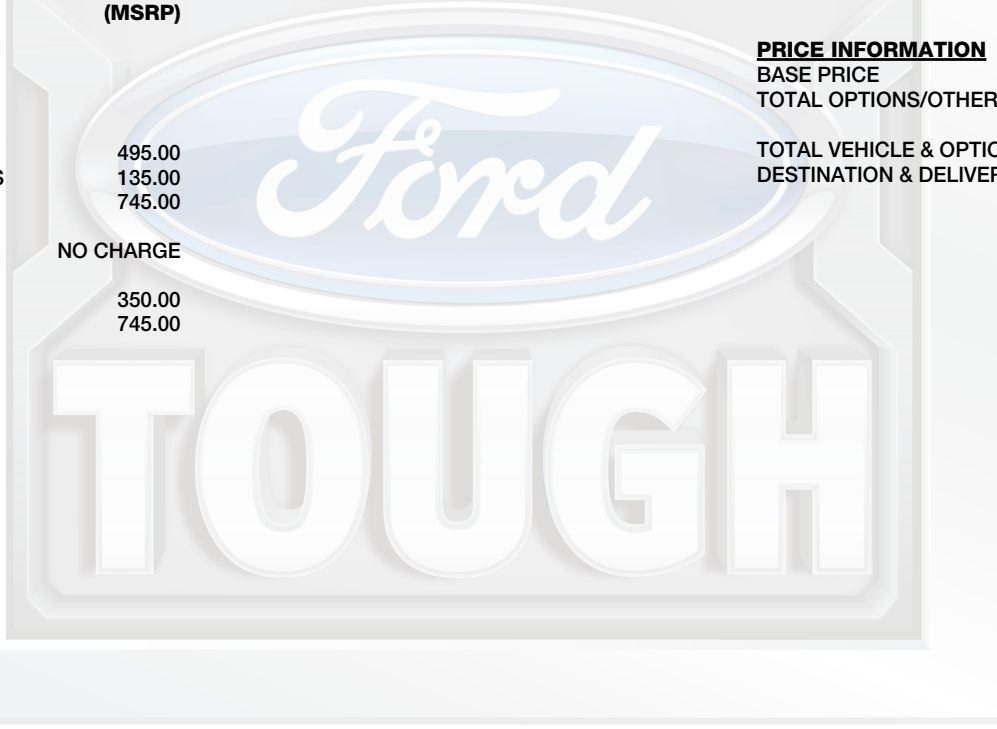 (MSRP)
495.00
S 135.00
745.00
NO CHARGE
350.00
745.00
PRICE INFORMATION
BASE PRICE
TOTAL OPTIONS/OTHER
TOTAL VEHICLE & OPTIO
DESTINATION & DELIVER
Ford
TOUGH